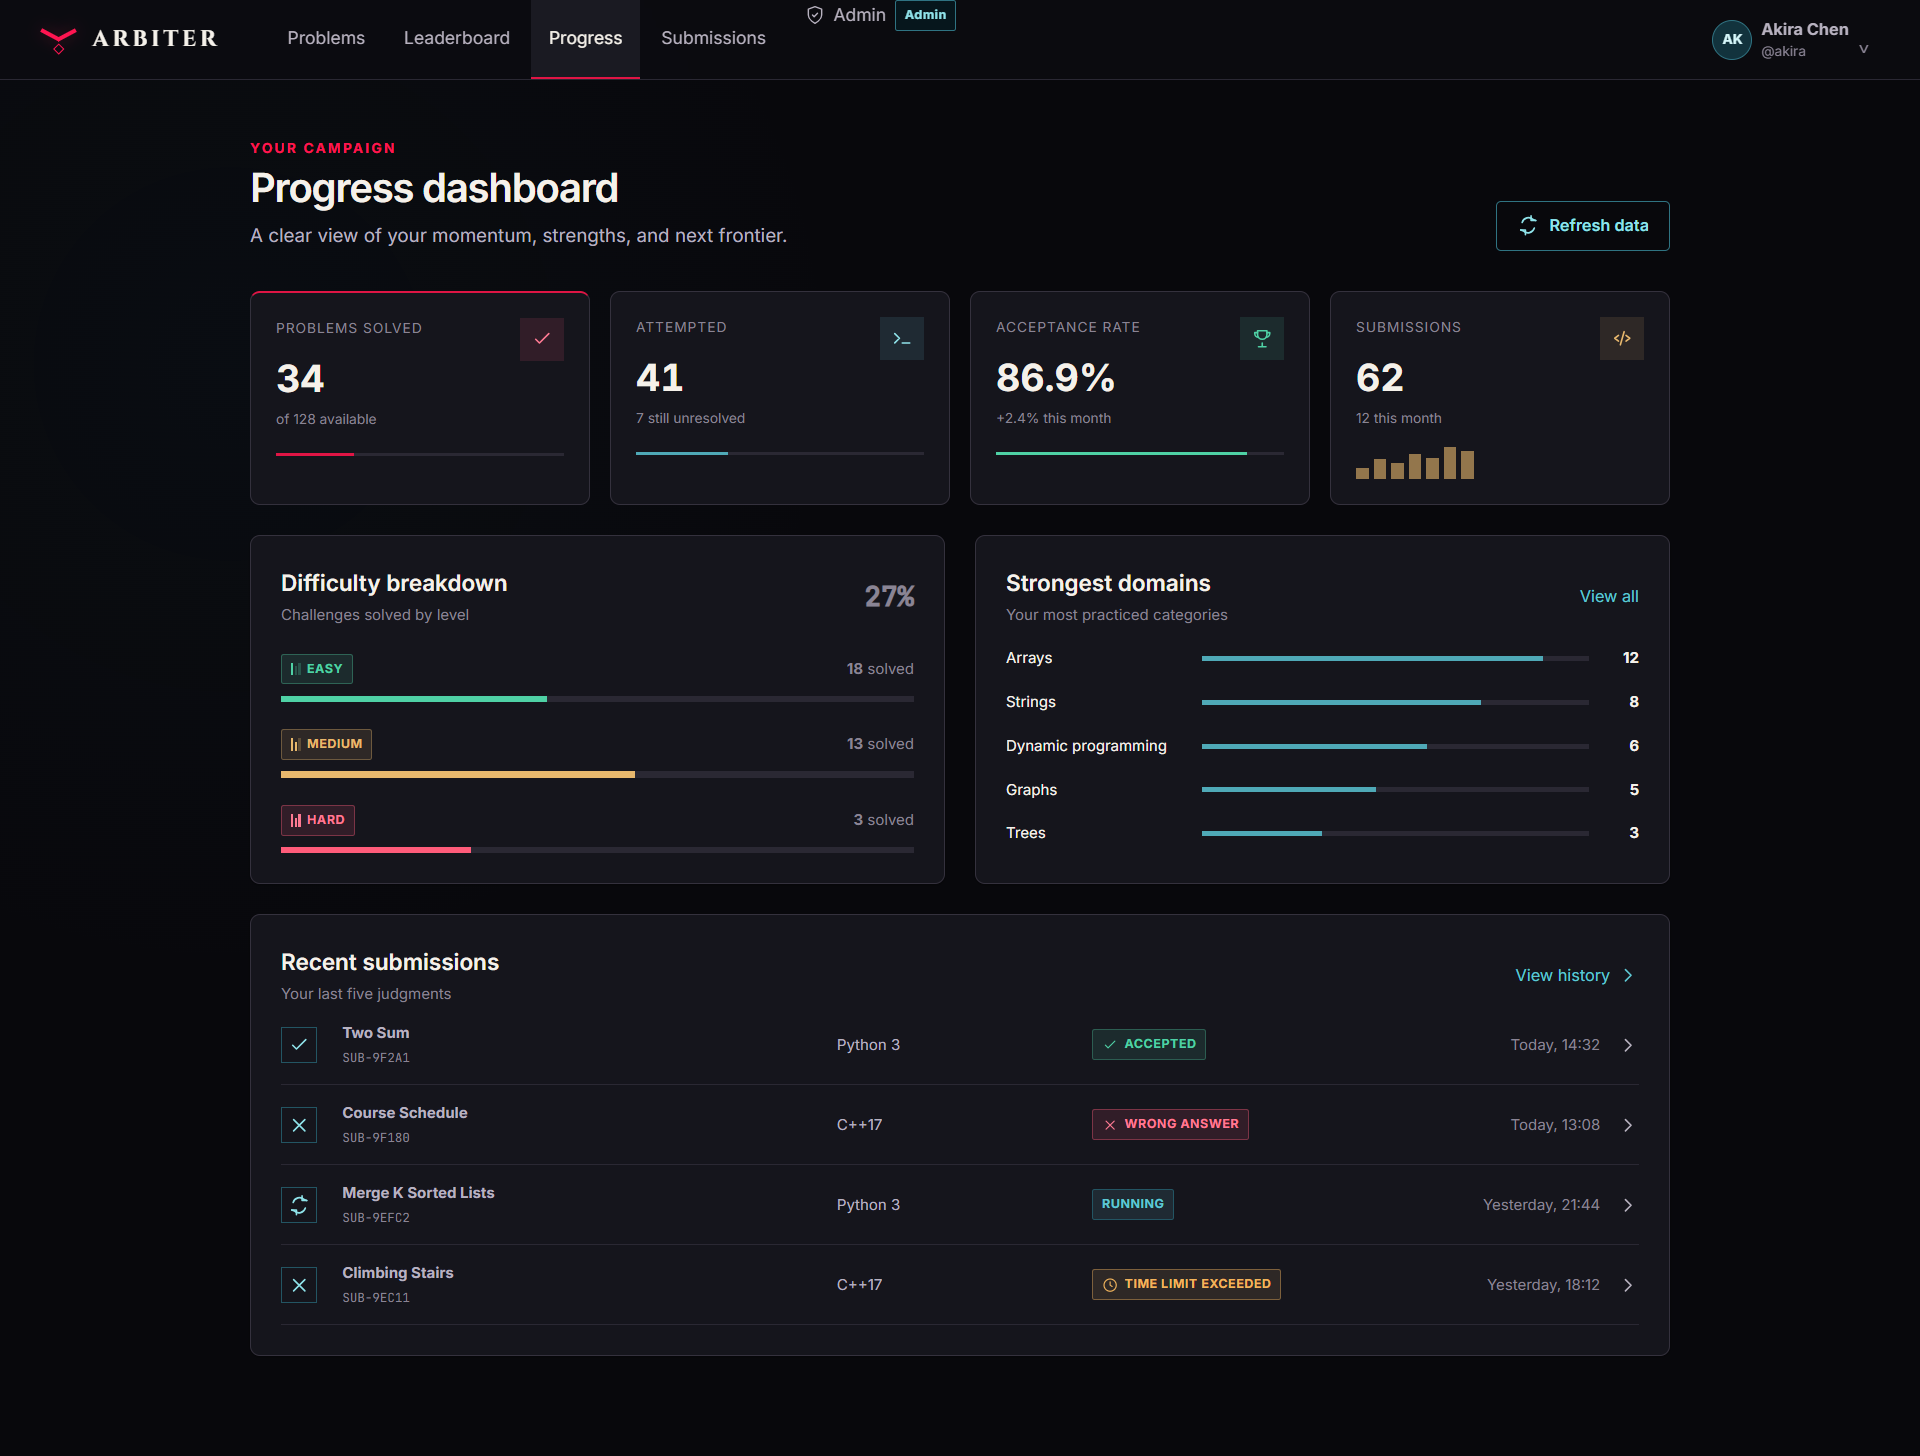 ARBITER
Problems
Leaderboard
Progress
Submissions
Admin
Admin
AK
Akira Chen
@akira
YOUR CAMPAIGN
Progress dashboard
A clear view of your momentum, strengths, and next frontier.
Refresh data
PROBLEMS SOLVED
34
of 128 available
ATTEMPTED
41
7 still unresolved
ACCEPTANCE RATE
86.9%
+2.4% this month
SUBMISSIONS
62
12 this month
Difficulty breakdown
Challenges solved by level
27%
EASY
18 solved
MEDIUM
13 solved
HARD
3 solved
Strongest domains
Your most practiced categories
View all
Arrays
12
Strings
8
Dynamic programming
6
Graphs
5
Trees
3
Recent submissions
Your last five judgments
View history
Two Sum
SUB-9F2A1
Python 3
ACCEPTED
Today, 14:32
Course Schedule
SUB-9F180
C++17
WRONG ANSWER
Today, 13:08
Merge K Sorted Lists
SUB-9EFC2
Python 3
RUNNING
Yesterday, 21:44
Climbing Stairs
SUB-9EC11
C++17
TIME LIMIT EXCEEDED
Yesterday, 18:12